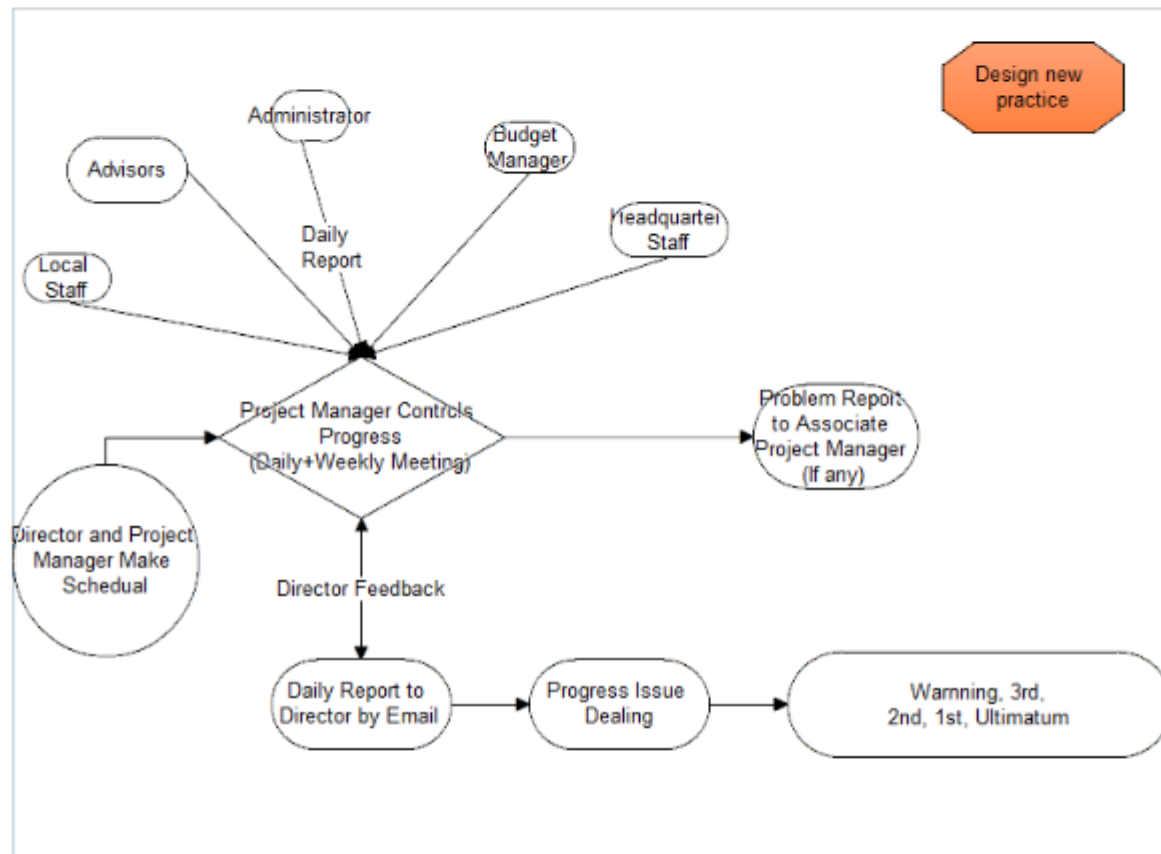 Design new
practice
Administrator
Budget
Manager
Advisors
Headquarter
Staff
Daily
Report
Local
Staff
Project Manager Controls
Progress
(Daily+Weekly Meeting)
Problem Report
to Associate
Project Manager
(If any)
Director and Project
Manager Make
Schedual
Director Feedback
Daily Report to
Director by Email
Progress Issue
Dealing
Warnning, 3rd,
2nd, 1st, Ultimatum